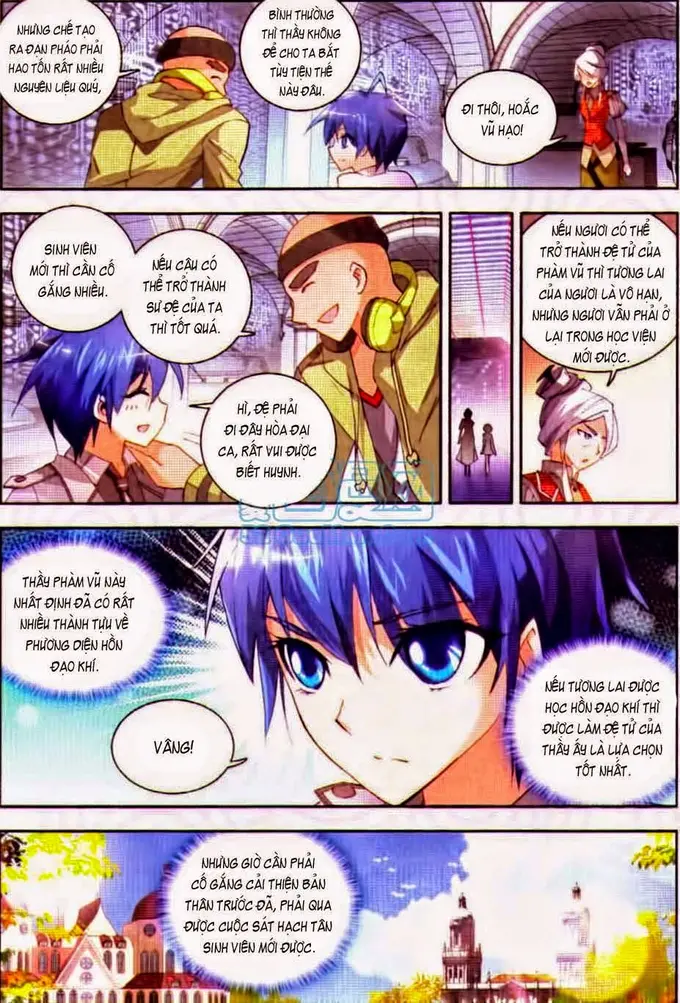 NHƯNG CHẾ TẠO
RA ĐẠN PHÁO PHẢI
HAO TỐN RẤT NHIỀU
NGUYÊN LIỆU QUÝ,
BÌNH THƯỜNG
THÌ THẦY KHÔNG
ĐỂ CHO TA BẮT
TÙY TIỆN THẾ
NÀY ĐÂU.
ĐI THÔI, HOẮC
VŨ HẠO!
SINH VIÊN
MỚI THÌ CẦN CỐ
GẮNG NHIỀU.
NẾU CÂU CÓ
THỂ TRỞ THÀNH
SƯ ĐỆ CỦA TA
THÌ TỐT QUÁ.
HÌ, ĐỆ PHẢI
ĐI ĐÂY HÒA ĐẠI
CA, RẤT VUI ĐƯỢC
BIẾT HUYNH.
NẾU NGƯƠI CÓ THỂ
TRỞ THÀNH ĐỆ TỬ CỦA
PHÀM VŨ THÌ TƯƠNG LAI
CỦA NGƯƠI LÀ VÔ HẠN,
NHƯNG NGƯƠI VẪN PHẢI Ở
LẠI TRONG HỌC VIỆN
MỚI ĐƯỢC.
THẦY PHÀM VŨ NÀY
NHẤT ĐỊNH ĐÃ CÓ RẤT
NHIỀU THÀNH TỰU VỀ
PHƯƠNG DIỆN HỒN
ĐẠO KHÍ.
VÂNG!
NẾU TƯƠNG LAI ĐƯỢC
HỌC HỒN ĐẠO KHÍ THÌ
ĐƯỢC LÀM ĐỆ TỬ CỦA
THẦY ẤY LÀ LỰA CHỌN
TỐT NHẤT.
NHƯNG GIỜ CẦN PHẢI
CỐ GẮNG CẢI THIỆN BẢN
THÂN TRƯỚC ĐÃ, PHẢI QUA
ĐƯỢC CUỘC SÁT HẠCH TÂN
SINH VIÊN MỚI ĐƯỢC.